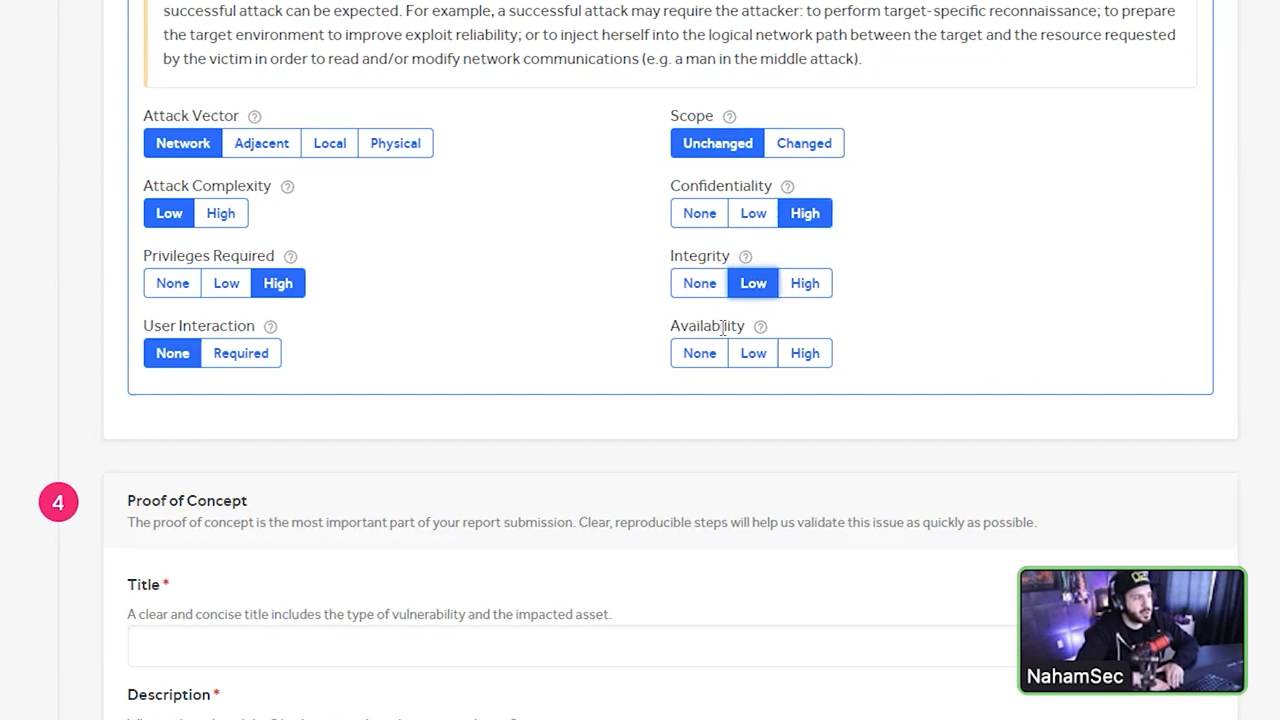 successful attack can be expected. For example, a successful attack may require the attacker: to perform target-specific reconnaissance; to prepare
the target environment to improve exploit reliability; or to inject herself into the logical network path between the target and the resource requested
by the victim in order to read and/or modify network communications (e.g. a man in the middle attack).
Attack Vector ?
Network Adjacent Local Physical
Scope ?
Unchanged Changed
Attack Complexity ?
Low High
Confidentiality ?
None Low High
Privileges Required ?
None Low High
Integrity ?
None Low High
User Interaction ?
None Required
Availability ?
None Low High
4
Proof of Concept
The proof of concept is the most important part of your report submission. Clear, reproducible steps will help us validate this issue as quickly as possible.
Title *
A clear and concise title includes the type of vulnerability and the impacted asset.
Description *
NahamSec